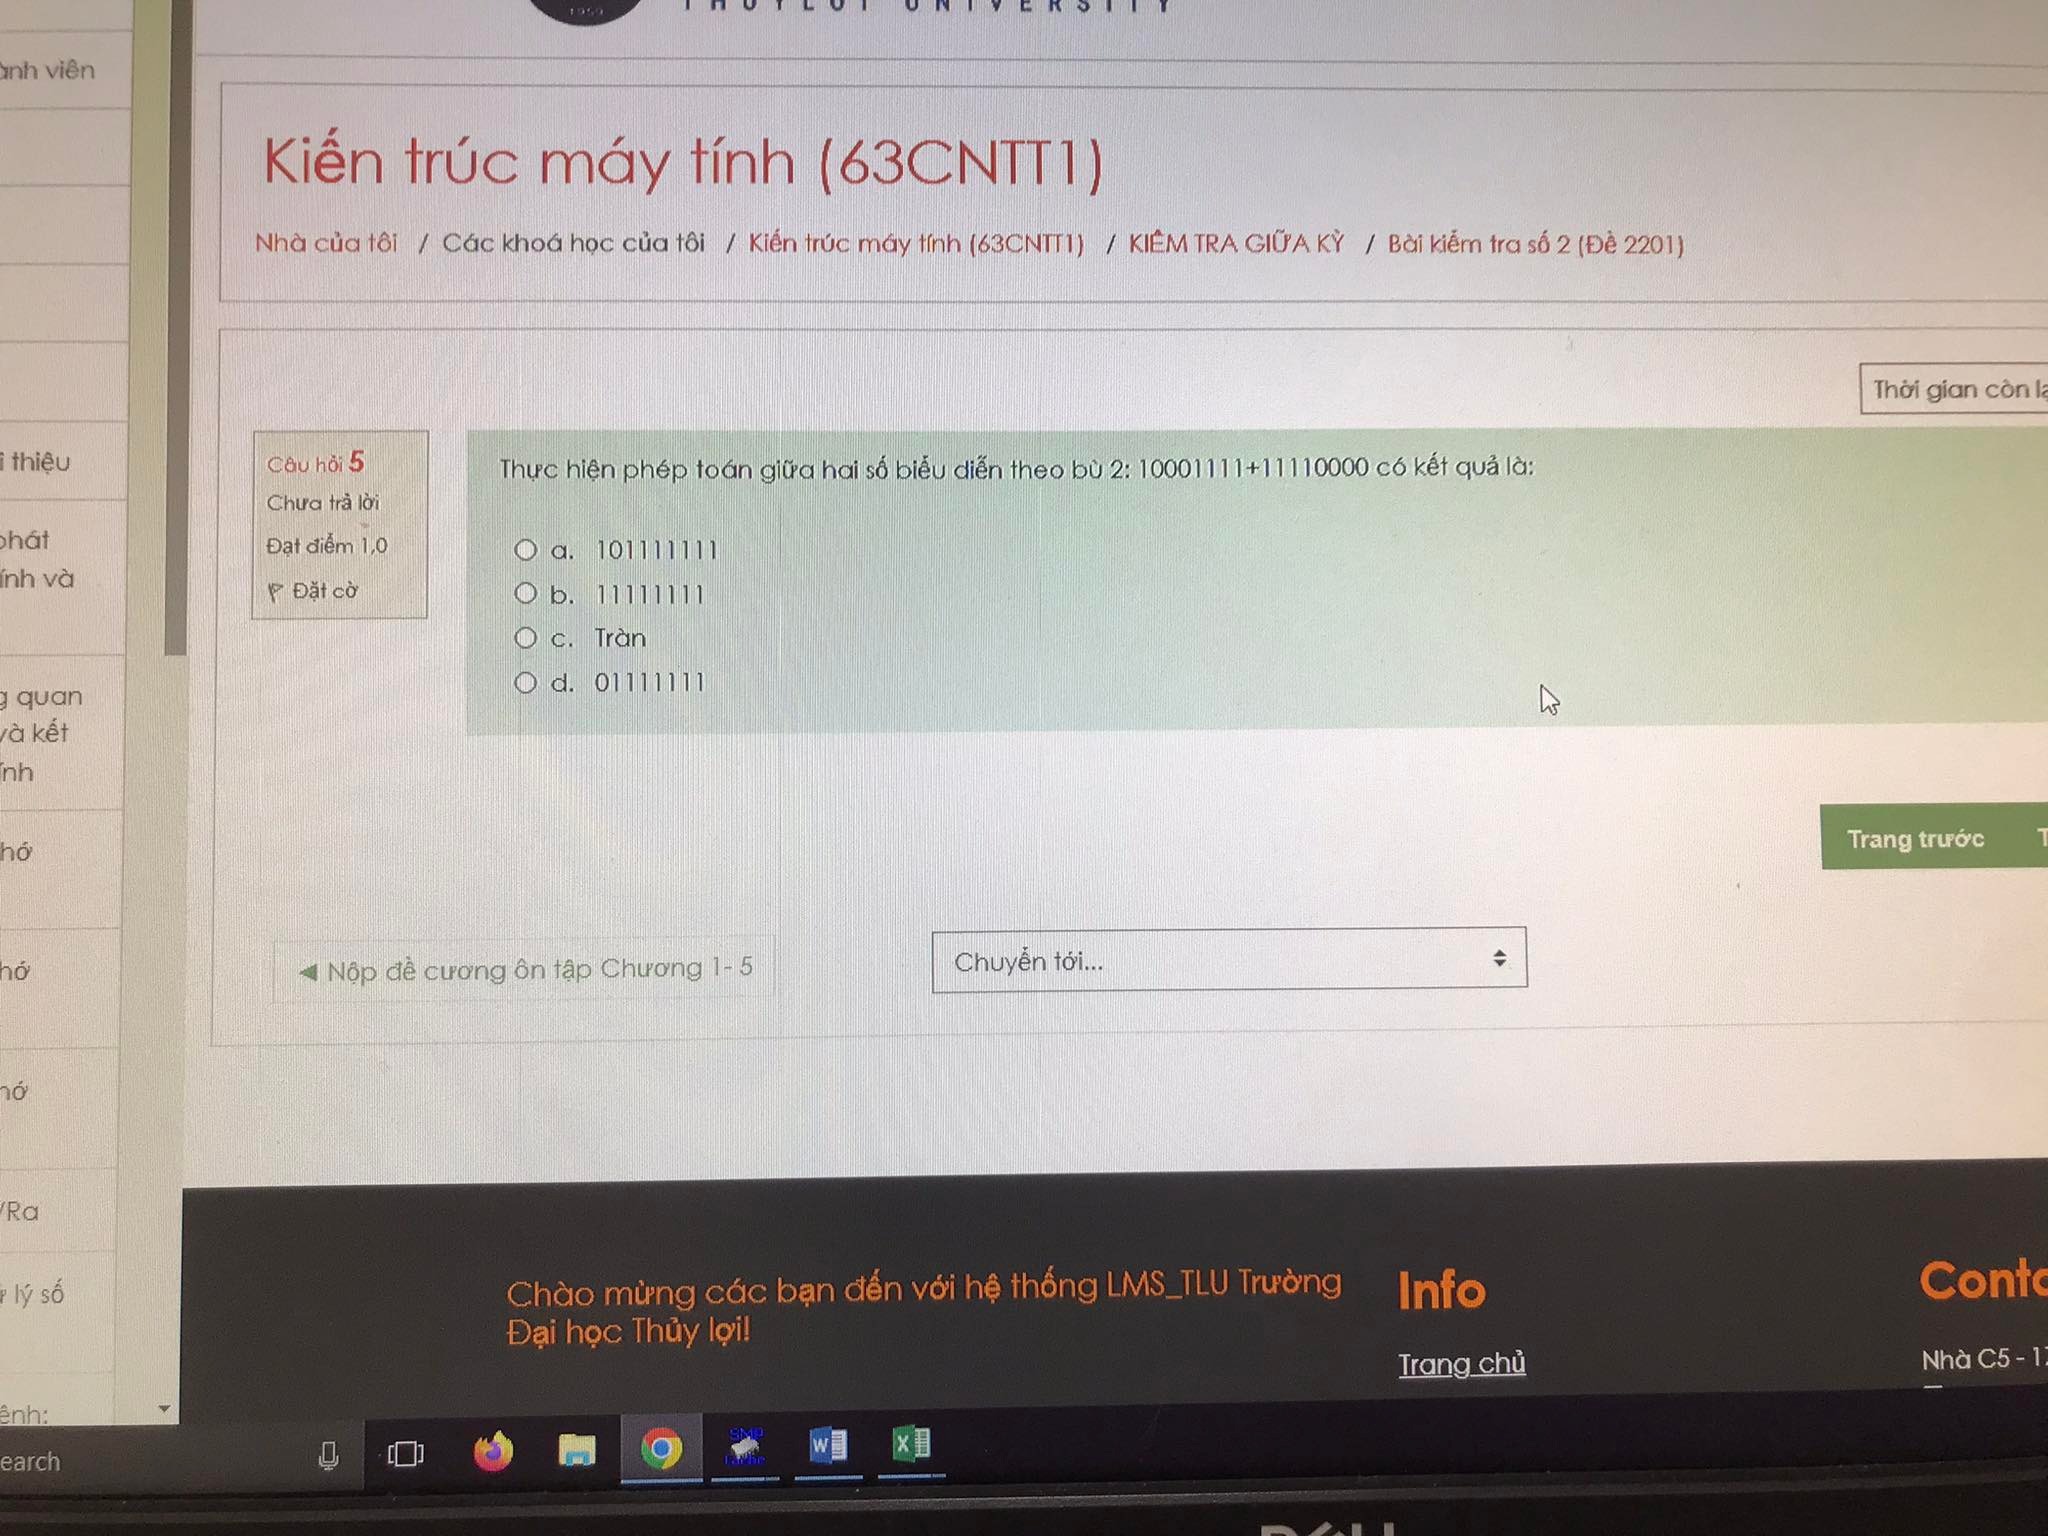 1959
THUYLOI UNIVERSITY
viên
Kiến trúc máy tính (63CNTT1)
Nhà của tôi / Các khoá học của tôi / Kiến trúc máy tính (63CNTT1) / KIỂM TRA GIỮA KỲ / Bài kiểm tra số 2 (Đề 2201)
Thời gian còn
Câu hỏi 5
Chưa trả lời
Đạt điểm 1,0
Đặt cờ
Thực hiện phép toán giữa hai số biểu diễn theo bù 2: 10001111+11110000 có kết quả là:
a. 101111111
b. 11111111
c. Tràn
d. 01111111
thiệu
phát
ính và
quan
và kết
ính
hớ
hớ
hớ
/Ra
lý số
ệnh:
Trang trước
◄ Nộp đề cương ôn tập Chương 1- 5
Chuyển tới...
Chào mừng các bạn đến với hệ thống LMS_TLU Trường
Đại học Thủy lợi!
Info
Trang chủ
Conta
Nhà C5 - 17
earch
SMP
Cache